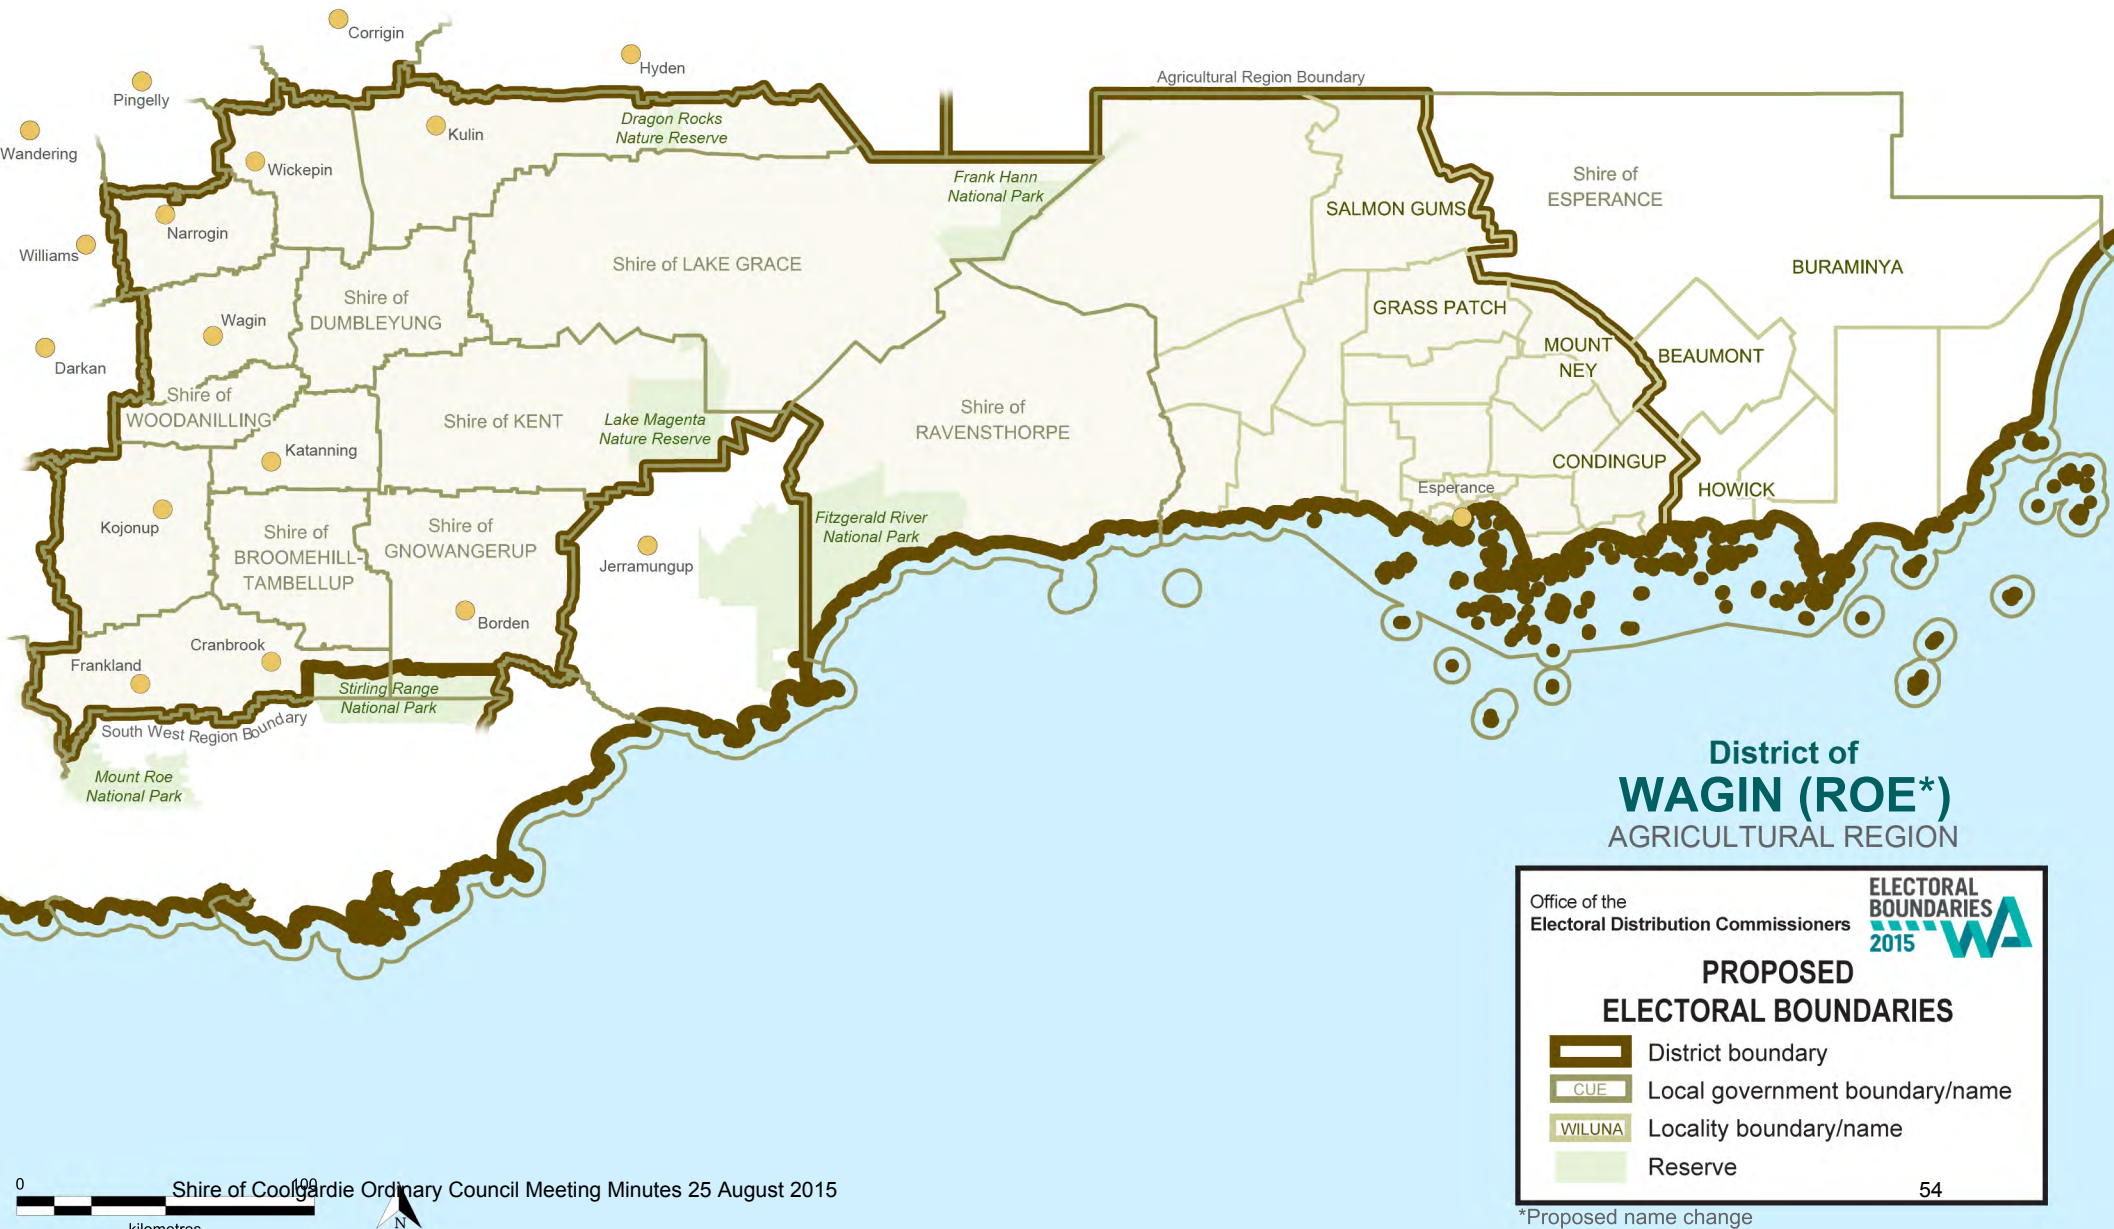 Corrigin
Hyden
Pingelly
Agricultural Region Boundary
Wandering
Kulin
Dragon Rocks
Nature Reserve
Wickepin
Frank Hann
National Park
Shire of
ESPERANCE
SALMON GUMS
Narrogin
Williams
Shire of LAKE GRACE
BURAMINYA
Shire of
DUMBLEYUNG
GRASS PATCH
Wagin
MOUNT
NEY
BEAUMONT
Darkan
Shire of
WOODANILLING
Shire of KENT
Lake Magenta
Nature Reserve
Shire of
RAVENSTHORPE
Katanning
CONDINGUP
HOWICK
Esperance
Kojonup
Shire of
BROOMEHILL-
TAMBELLUP
Shire of
GNOWANGERUP
Fitzgerald River
National Park
Jerramungup
Borden
Cranbrook
Frankland
Stirling Range
National Park
South West Region Boundary
Mount Roe
National Park
District of
WAGIN (ROE*)
AGRICULTURAL REGION
Office of the
Electoral Distribution Commissioners
ELECTORAL
BOUNDARIES
2015 WA
PROPOSED
ELECTORAL BOUNDARIES
District boundary
CUE Local government boundary/name
WILUNA Locality boundary/name
Reserve
0 100
kilometres
N
Shire of Coolgardie Ordinary Council Meeting Minutes 25 August 2015
54
*Proposed name change